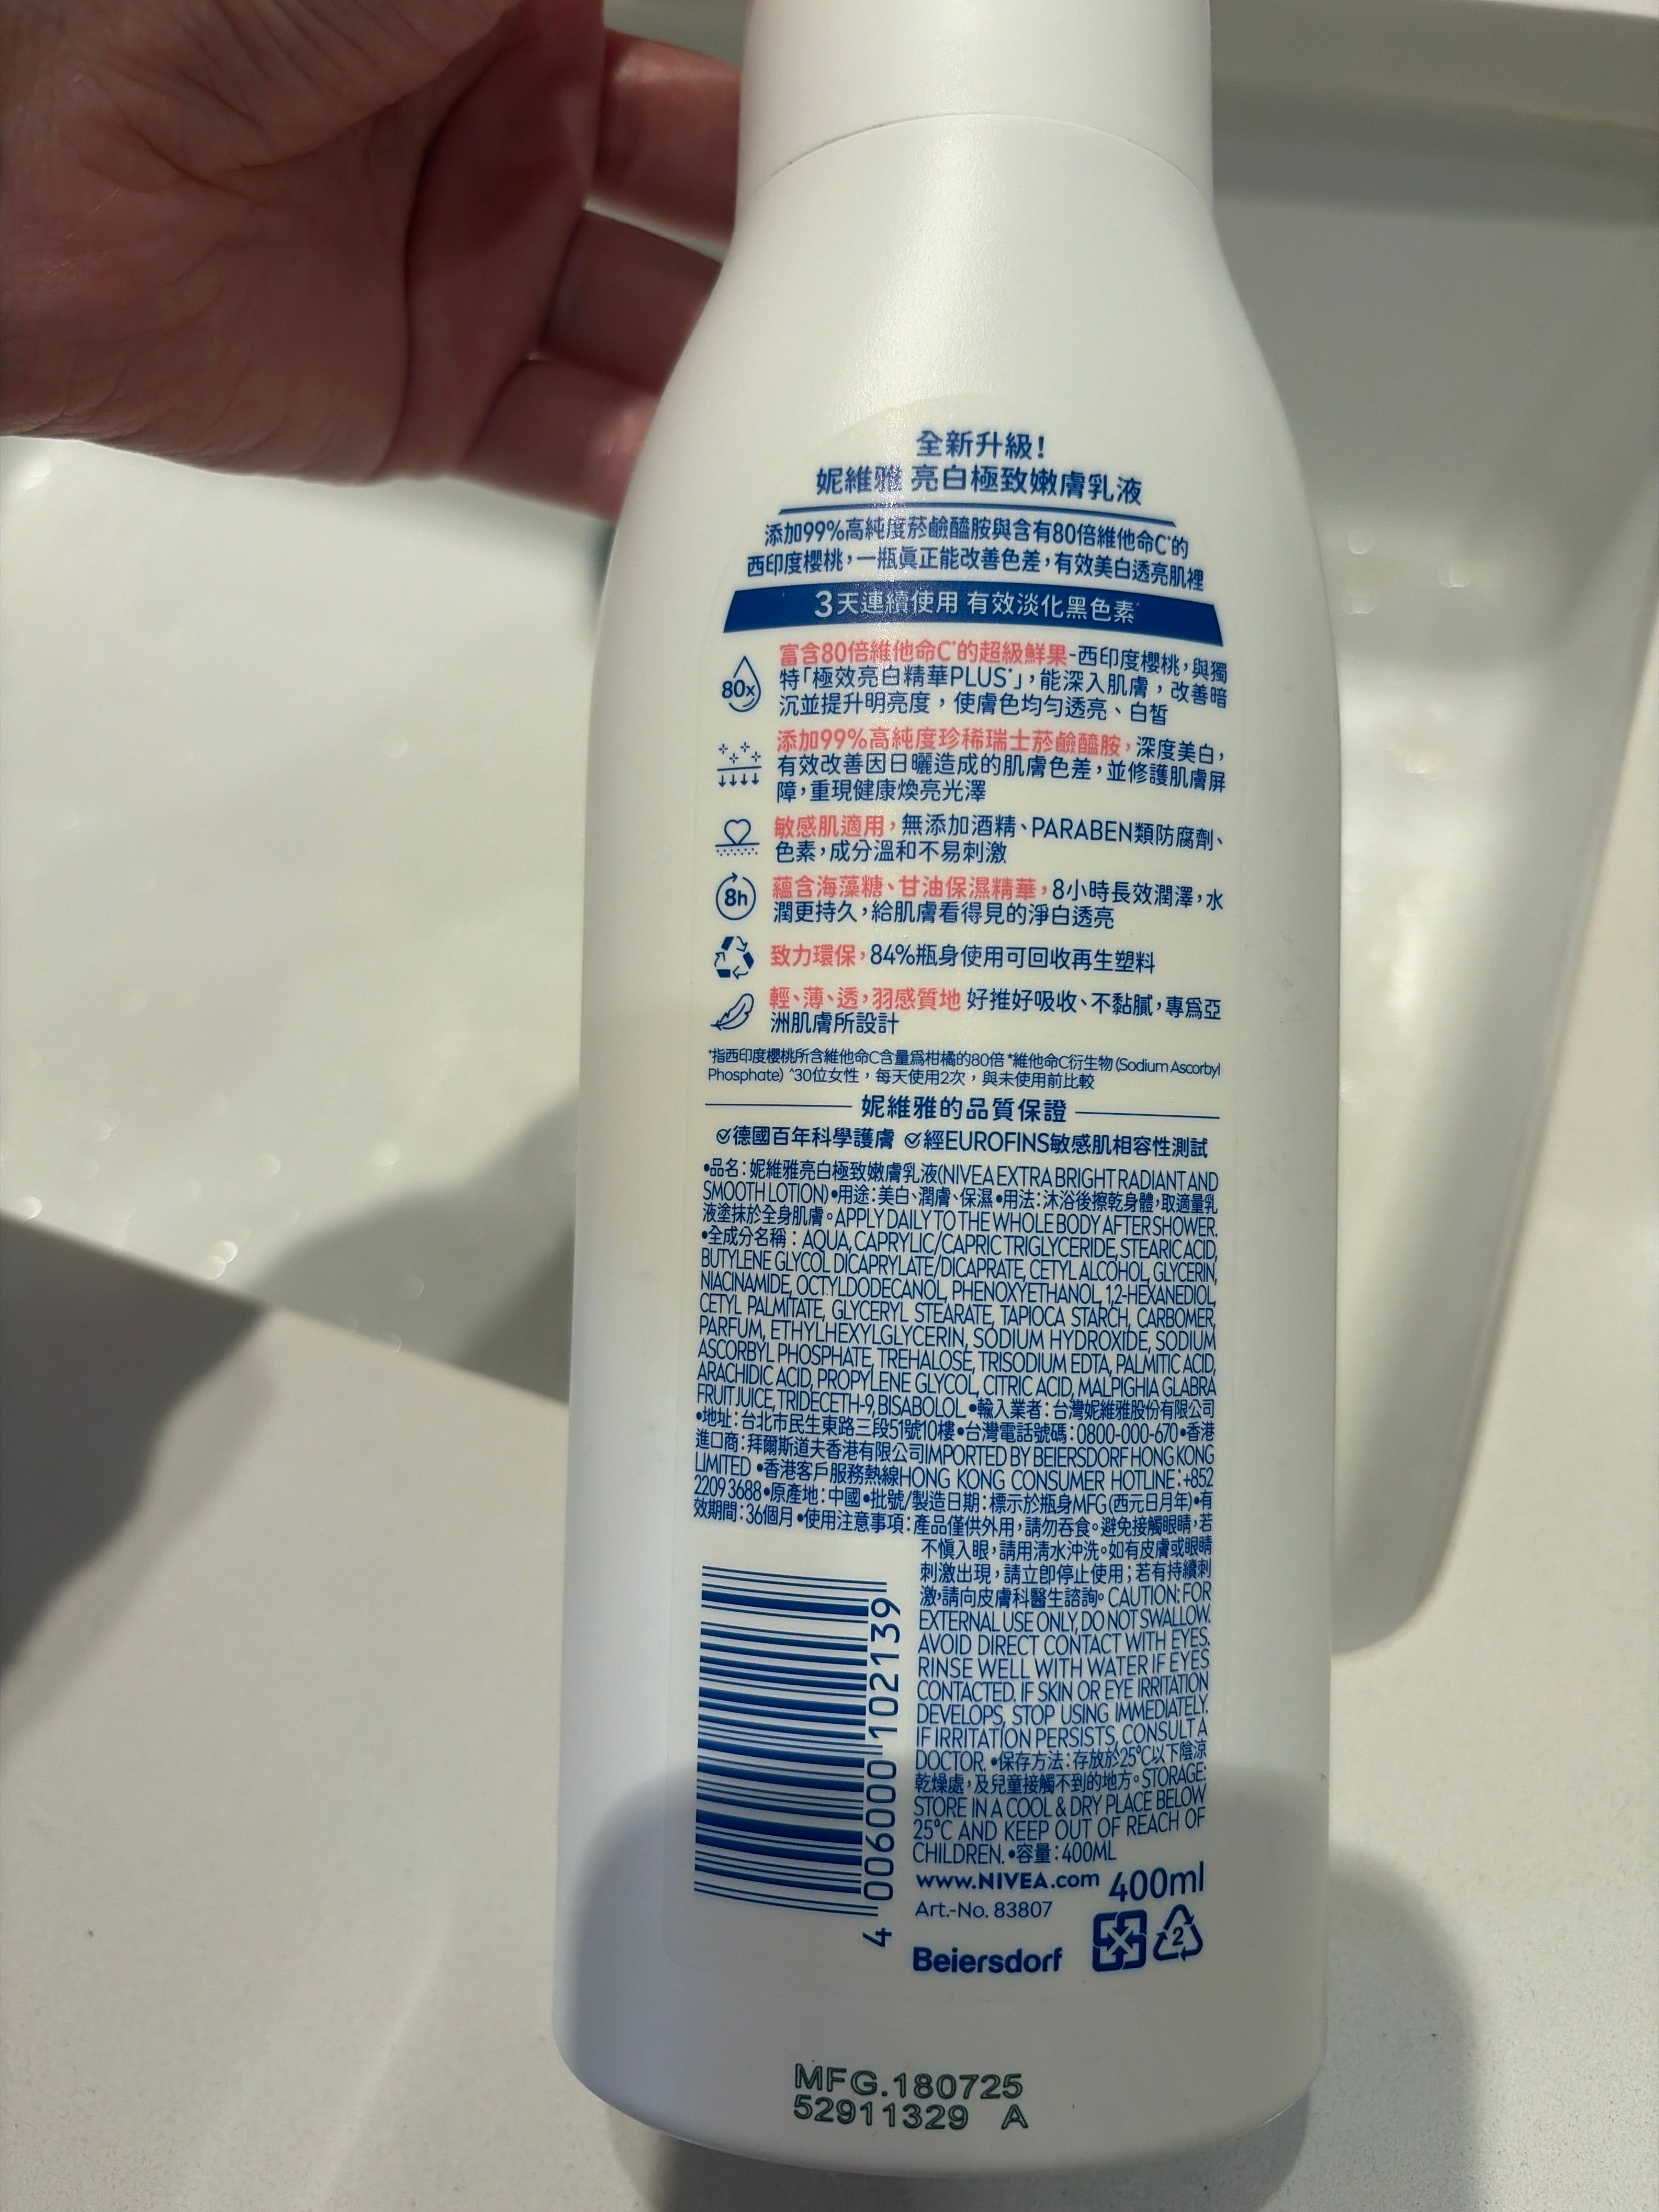 全新升級！
妮維雅 亮白極致嫩膚乳液
添加99%高純度菸鹼醯胺與含有80倍維他命C⁺的
西印度櫻桃，一瓶真正能改善色差，有效美白透亮肌裡
3天連續使用 有效淡化黑色素^
80x
富含80倍維他命C⁺的超級鮮果-西印度櫻桃，與獨
特「極效亮白精華PLUS*」，能深入肌膚，改善暗
沉並提升明亮度，使膚色均勻透亮、白皙
添加99%高純度珍稀瑞士菸鹼醯胺，深度美白，
有效改善因日曬造成的肌膚色差，並修護肌膚屏
障，重現健康煥亮光澤
敏感肌適用，無添加酒精、PARABEN類防腐劑、
色素，成分溫和不易刺激
8h
蘊含海藻糖、甘油保濕精華，8小時長效潤澤，水
潤更持久，給肌膚看得見的淨白透亮
致力環保，84%瓶身使用可回收再生塑料
輕、薄、透，羽感質地 好推好吸收、不黏膩，專為亞
洲肌膚所設計
⁺指西印度櫻桃所含維他命C含量為柑橘的80倍 *維他命C衍生物 (Sodium Ascorbyl
Phosphate) ^30位女性，每天使用2次，與未使用前比較
妮維雅的品質保證
德國百年科學護膚 經EUROFINS敏感肌相容性測試
•品名：妮維雅亮白極致嫩膚乳液(NIVEA EXTRA BRIGHT RADIANT AND
SMOOTH LOTION) •用途：美白、潤膚、保濕 •用法：沐浴後擦乾身體，取適量乳
液塗抹於全身肌膚。APPLY DAILY TO THE WHOLE BODY AFTER SHOWER.
•全成分名稱：AQUA, CAPRYLIC/CAPRIC TRIGLYCERIDE, STEARIC ACID,
BUTYLENE GLYCOL DICAPRYLATE/DICAPRATE, CETYL ALCOHOL, GLYCERIN,
NIACINAMIDE, OCTYLDODECANOL, PHENOXYETHANOL, 1,2-HEXANEDIOL,
CETYL PALMITATE, GLYCERYL STEARATE, TAPIOCA STARCH, CARBOMER,
PARFUM, ETHYLHEXYLGLYCERIN, SODIUM HYDROXIDE, SODIUM
ASCORBYL PHOSPHATE, TREHALOSE, TRISODIUM EDTA, PALMITIC ACID,
ARACHIDIC ACID, PROPYLENE GLYCOL, CITRIC ACID, MALPIGHIA GLABRA
FRUIT JUICE, TRIDECETH-9, BISABOLOL. •輸入業者：台灣妮維雅股份有限公司
•地址：台北市民生東路三段51號10樓 •台灣電話號碼：0800-000-670 •香港
進口商：拜爾斯道夫香港有限公司IMPORTED BY BEIERSDORF HONG KONG
LIMITED •香港客戶服務熱線HONG KONG CONSUMER HOTLINE：+852
2209 3688 •原產地：中國 •批號/製造日期：標示於瓶身MFG (西元日月年) •有
效期間：36個月 •使用注意事項：產品僅供外用，請勿吞食。避免接觸眼睛，若
不慎入眼，請用清水沖洗。如有皮膚或眼睛
刺激出現，請立即停止使用；若有持續刺
激，請向皮膚科醫生諮詢。CAUTION: FOR
EXTERNAL USE ONLY, DO NOT SWALLOW.
AVOID DIRECT CONTACT WITH EYES.
RINSE WELL WITH WATER IF EYES
CONTACTED. IF SKIN OR EYE IRRITATION
DEVELOPS, STOP USING IMMEDIATELY.
IF IRRITATION PERSISTS, CONSULT A
DOCTOR. •保存方法：存放於25°C以下陰涼
乾燥處，及兒童接觸不到的地方。STORAGE:
STORE IN A COOL & DRY PLACE BELOW
25°C AND KEEP OUT OF REACH OF
CHILDREN. •容量：400ML
4 006000 102139
www.NIVEA.com 400ml
Art.-No. 83807
2
Beiersdorf
MFG.180725
52911329 A